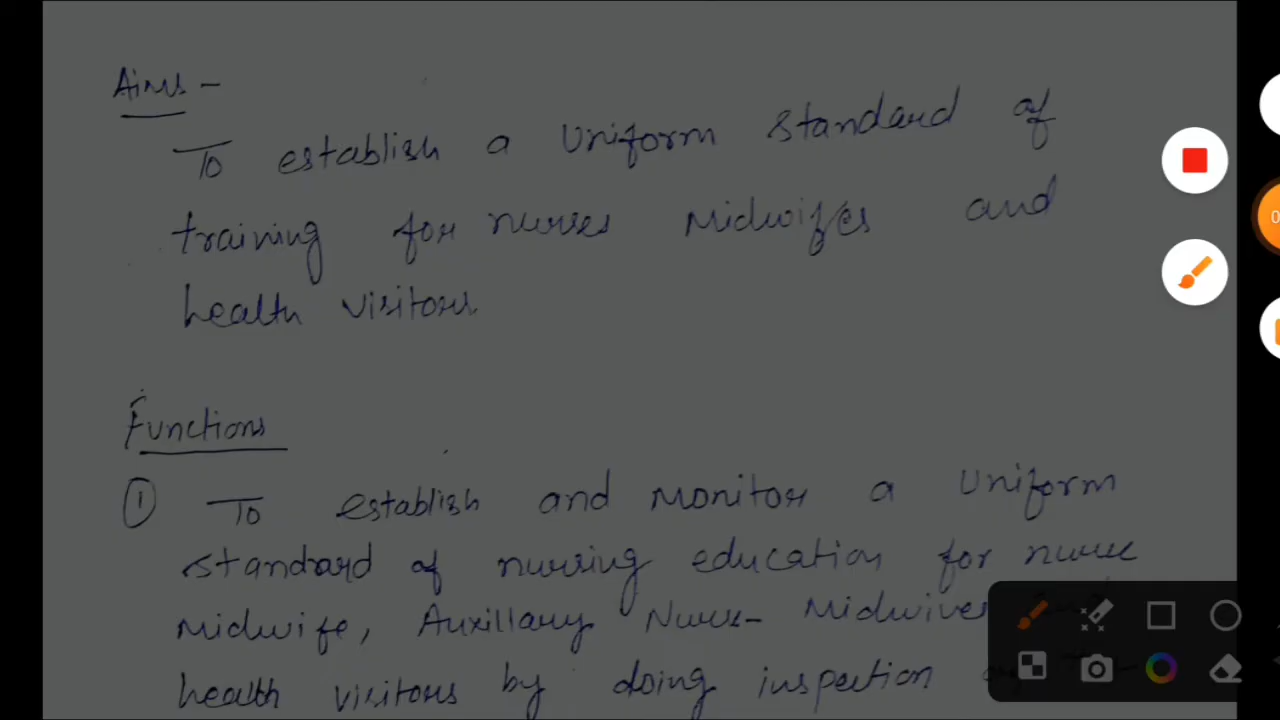 Aims -
To establish a Uniform standard of
training for nurses Midwifes and
health visitors
Functions
① To establish and Monitor a Uniform
standard of nursing education for nurse
Midwife, Auxillary Nurse- Midwives
health visitors by doing inspection